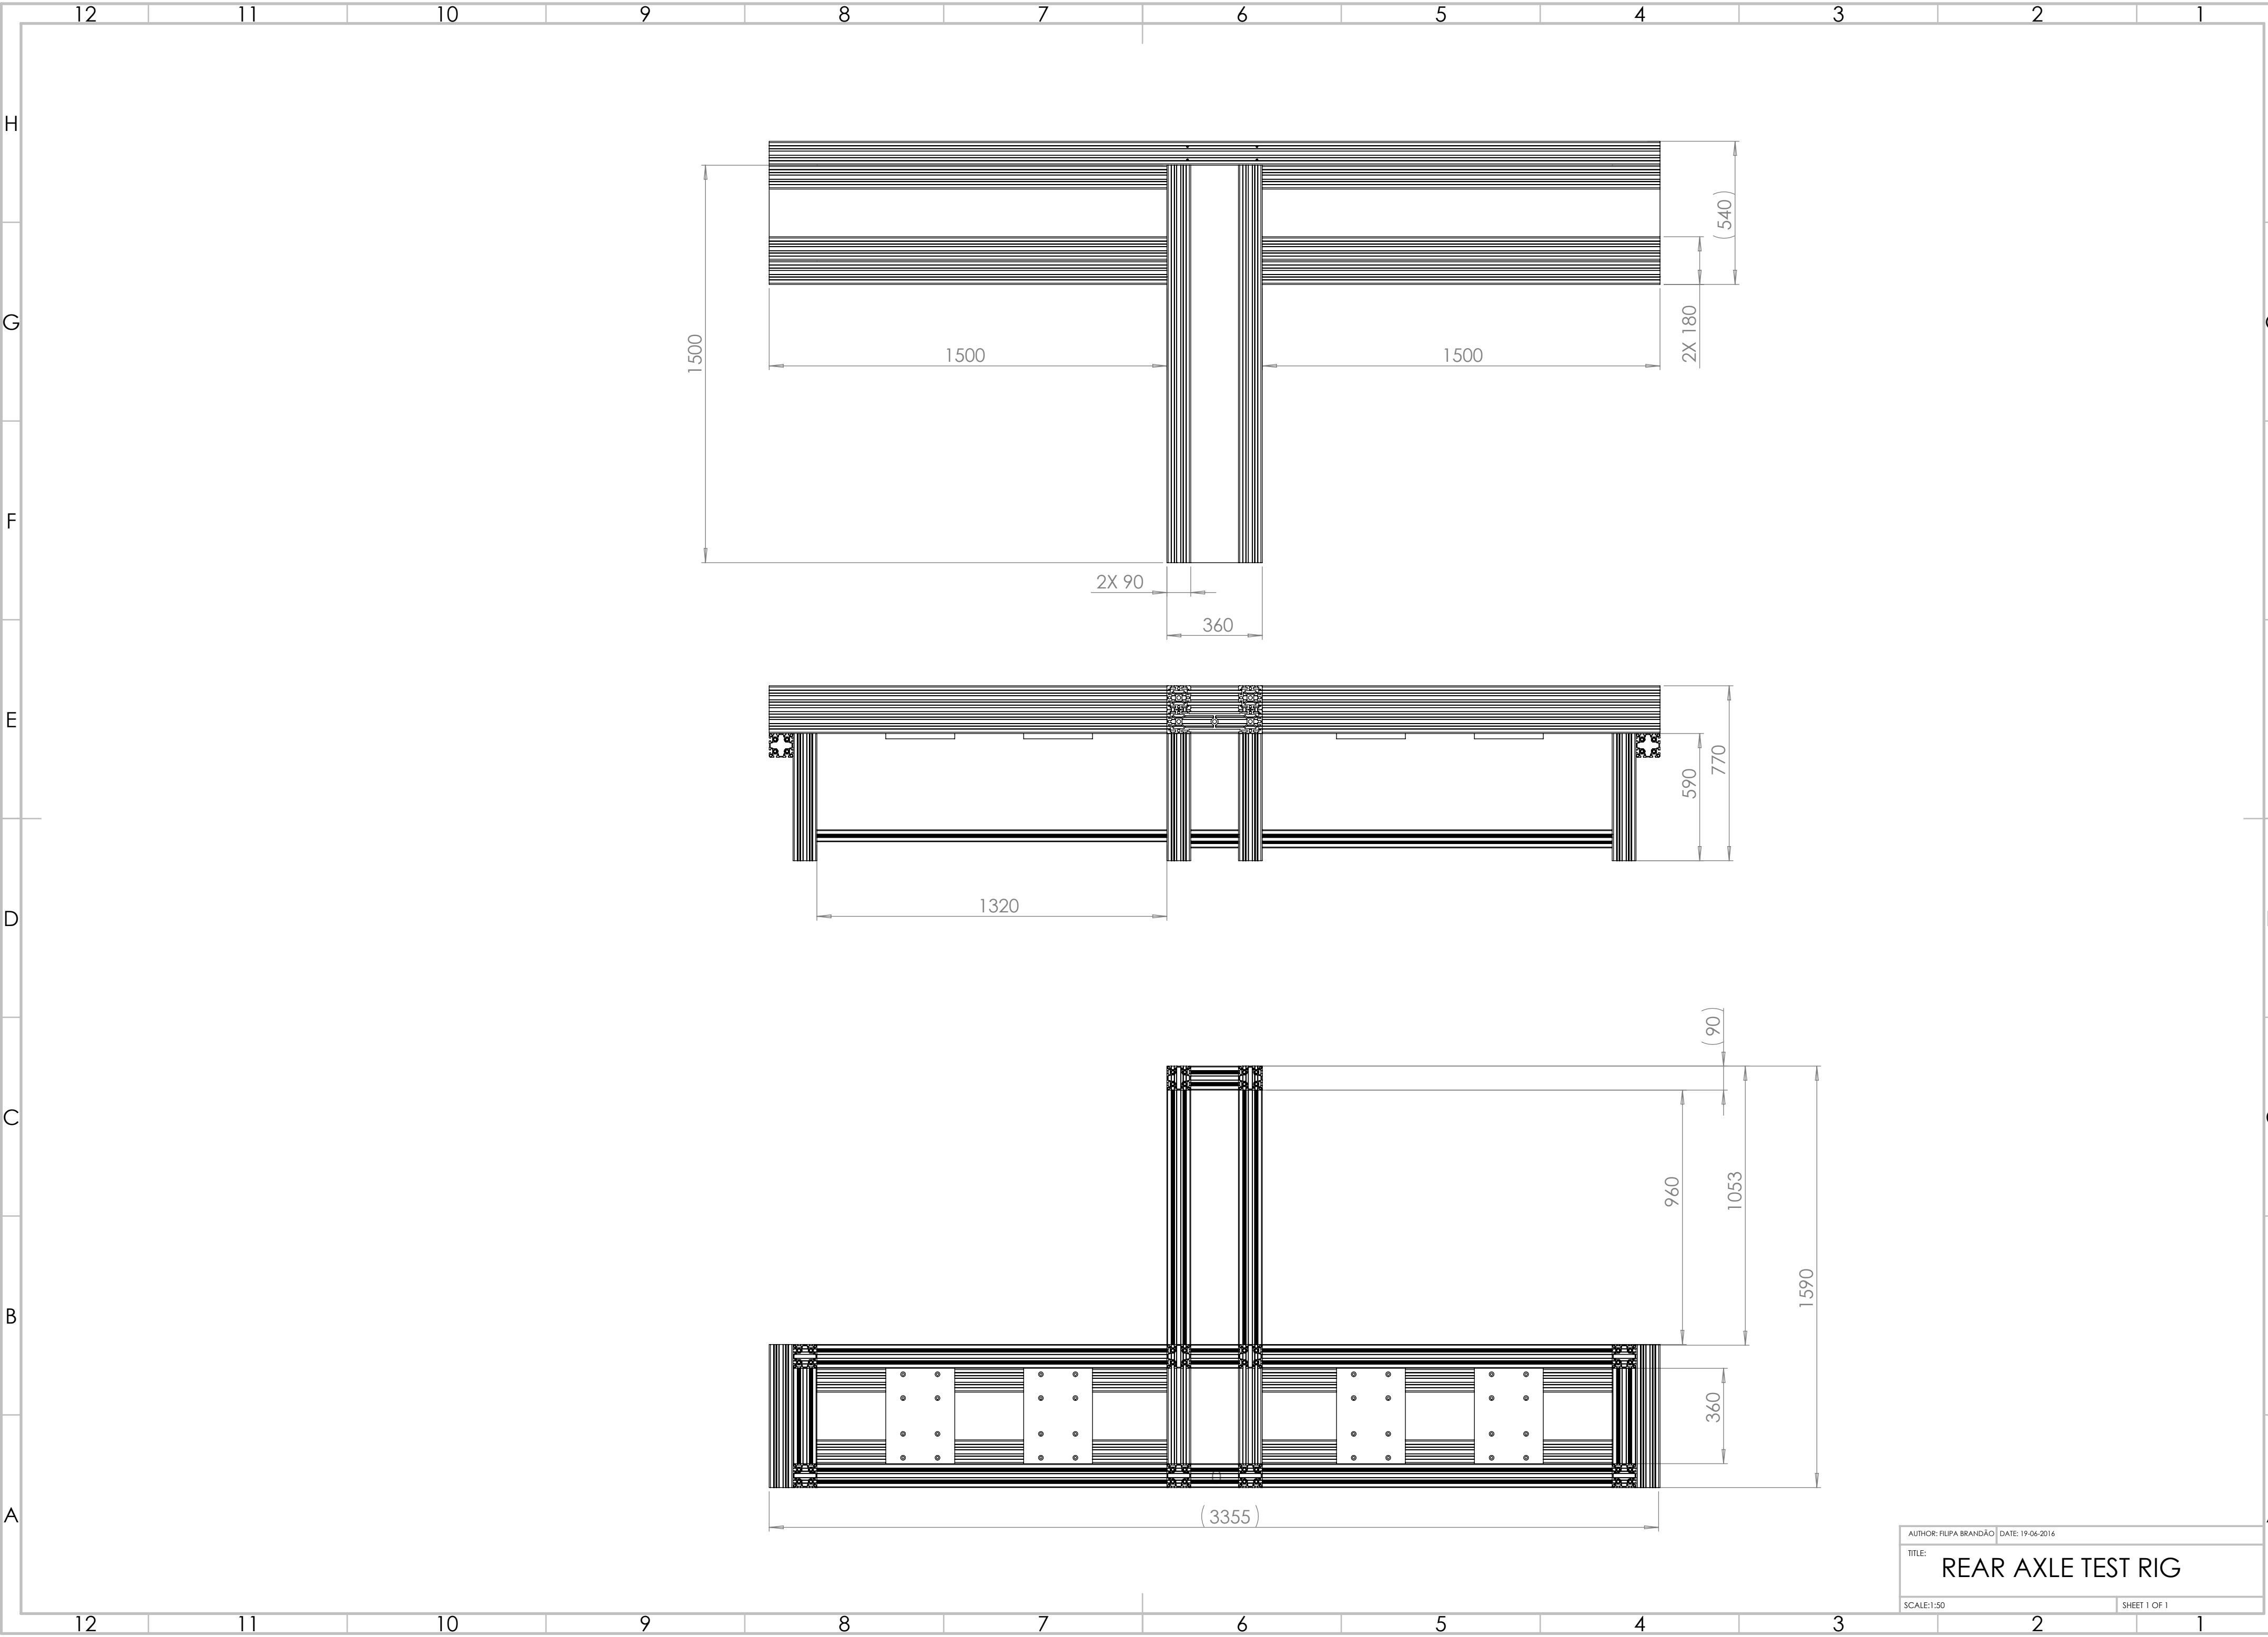 12 11 10 9 8 7 6 5 4 3 2 1
H
G
F
E
D
C
B
A
1500
1500
1500
( 540 )
2X 180
2X 90
360
590
770
1320
( 90 )
960
1053
1590
360
( 3355 )
AUTHOR: FILIPA BRANDÃO DATE: 19-06-2016
TITLE:
REAR AXLE TEST RIG
SCALE:1:50 SHEET 1 OF 1
12 11 10 9 8 7 6 5 4 3 2 1